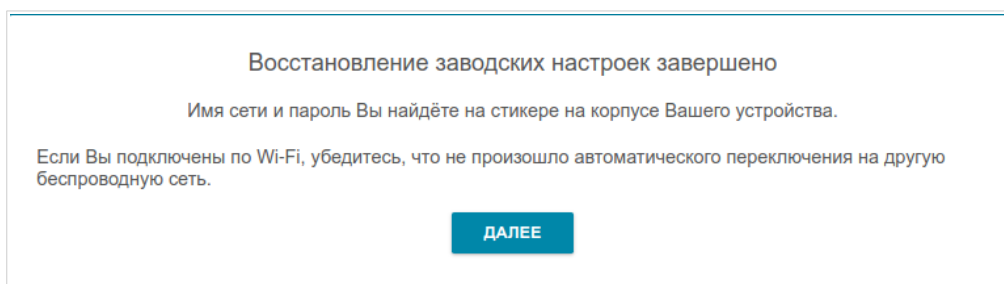 Восстановление заводских настроек завершено
Имя сети и пароль Вы найдёте на стикере на корпусе Вашего устройства.
Если Вы подключены по Wi-Fi, убедитесь, что не произошло автоматического переключения на другую
беспроводную сеть.
ДАЛЕЕ